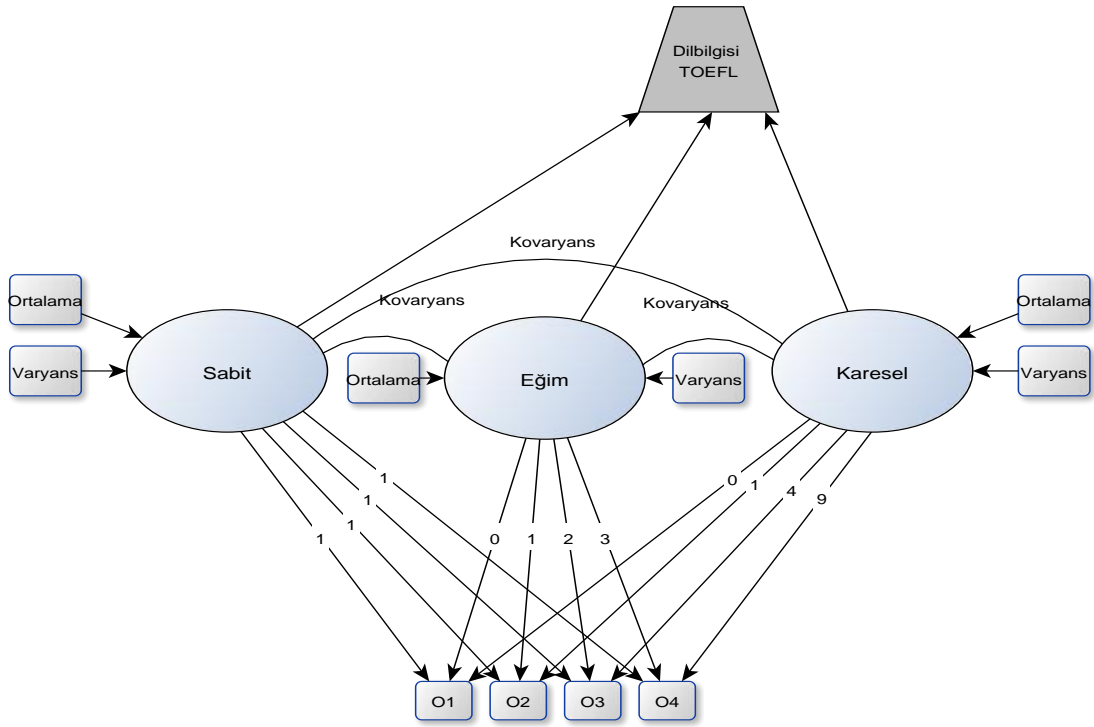 Dilbilgisi
TOEFL
Kovaryans
Kovaryans
Kovaryans
Ortalama
Ortalama
Varyans
Sabit
Ortalama
Eğim
Varyans
Karesel
Varyans
1
0
1
1
4
9
1
1
0
1
2
3
O1
O2
O3
O4